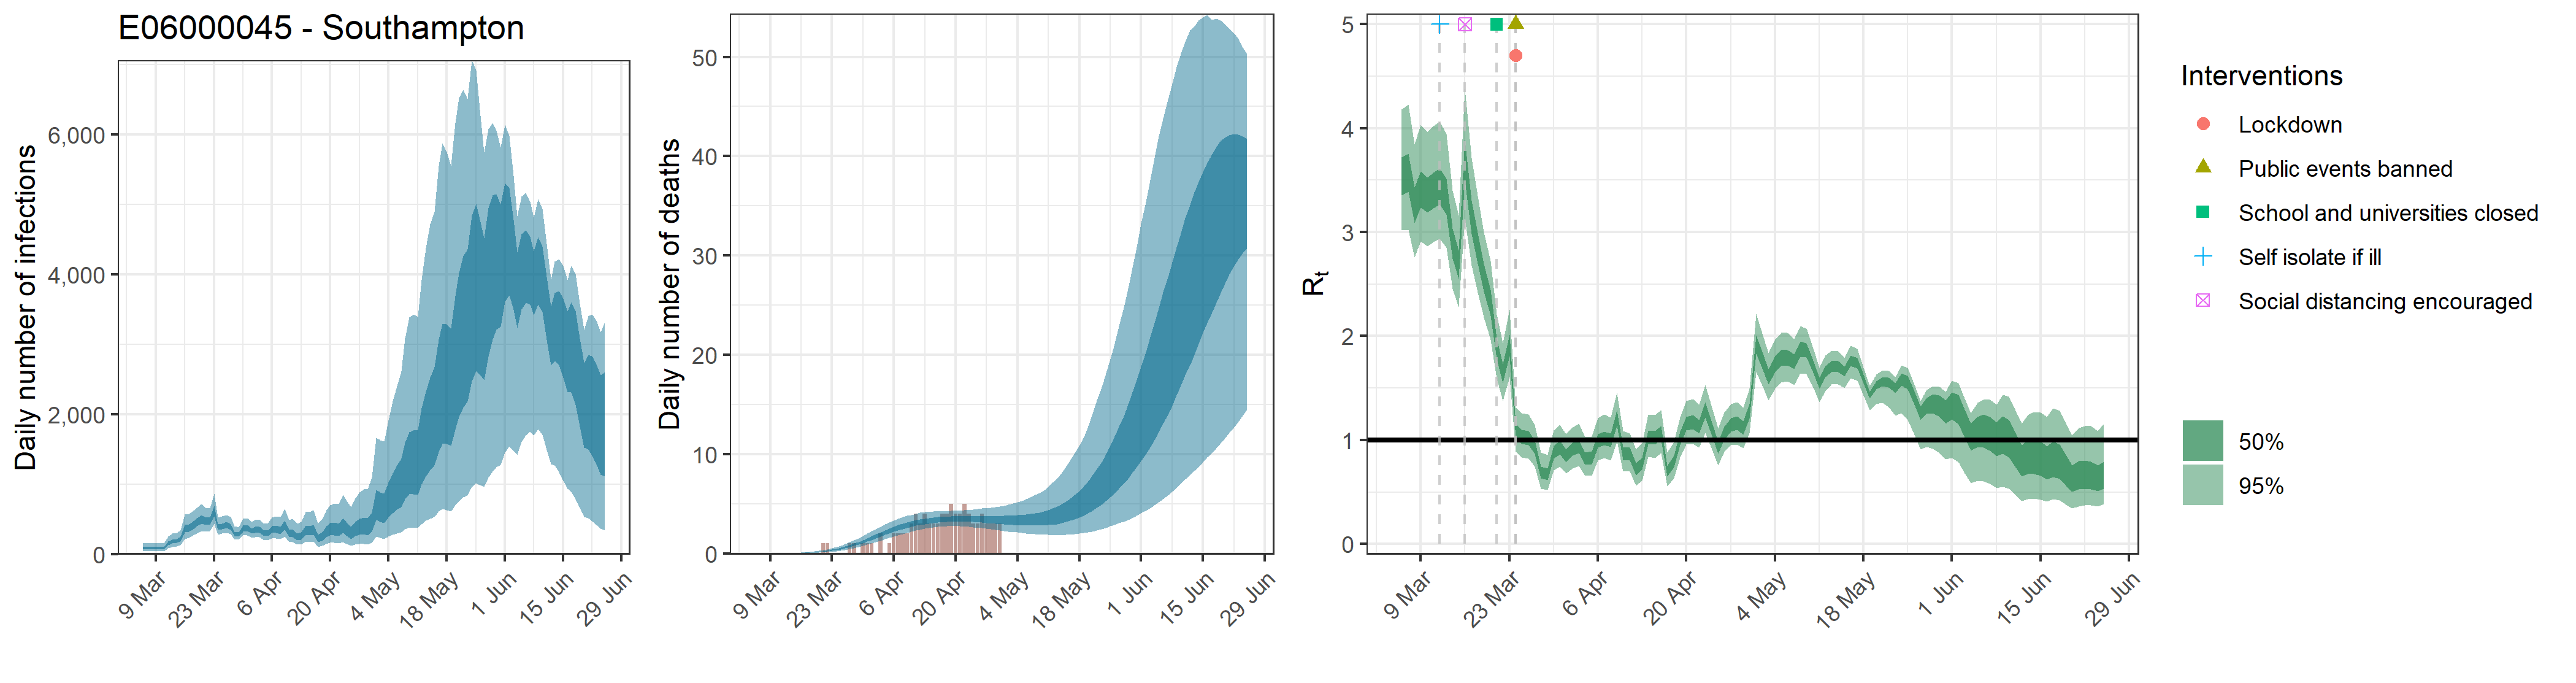 E06000045 - Southampton
Daily number of infections
6,000
4,000
2,000
0
9 Mar
23 Mar
6 Apr
20 Apr
4 May
18 May
1 Jun
15 Jun
29 Jun
Daily number of deaths
50
40
30
20
10
0
9 Mar
23 Mar
6 Apr
20 Apr
4 May
18 May
1 Jun
15 Jun
29 Jun
Rt
5
4
3
2
1
0
9 Mar
23 Mar
6 Apr
20 Apr
4 May
18 May
1 Jun
15 Jun
29 Jun
Interventions
Lockdown
Public events banned
School and universities closed
Self isolate if ill
Social distancing encouraged
50%
95%